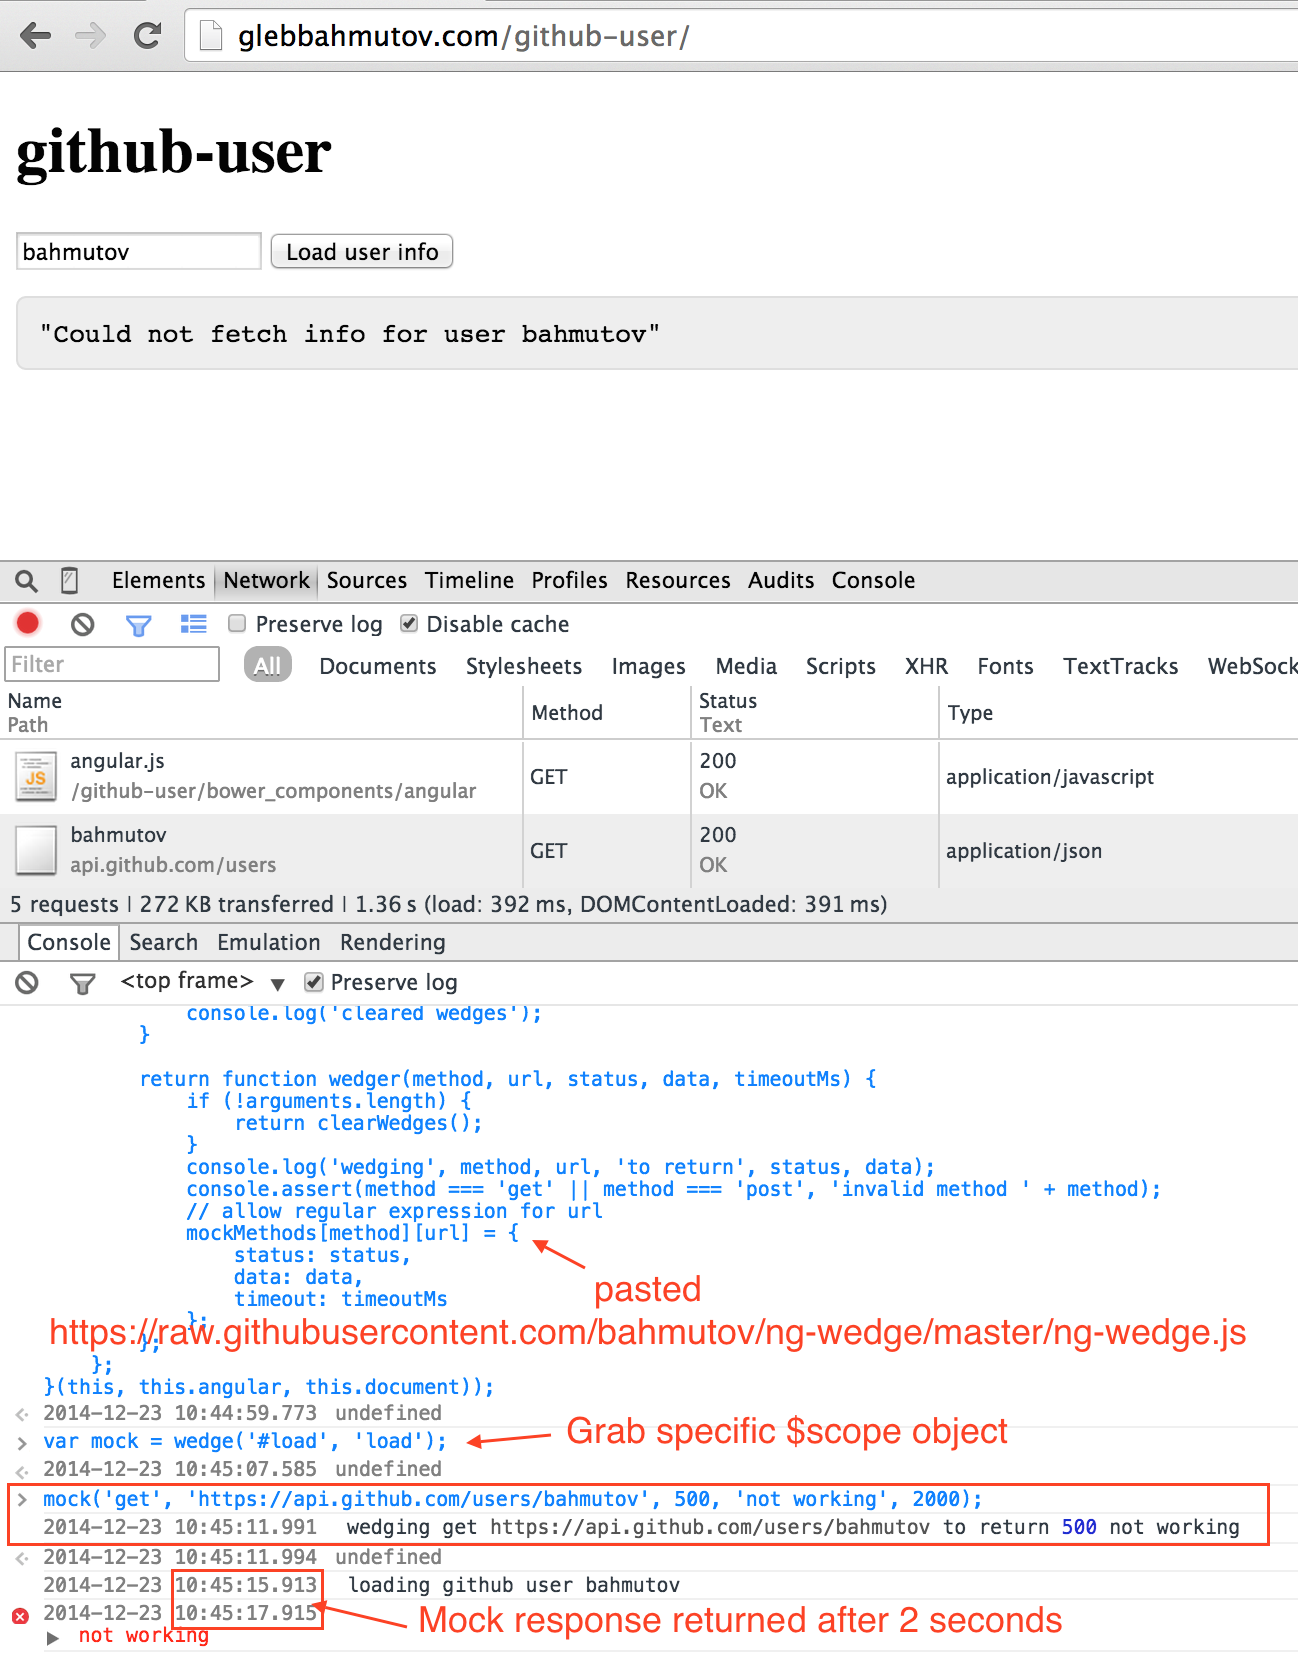 glebbahmutov.com/github-user/
github-user
bahmutov Load user info
"Could not fetch info for user bahmutov"
Elements Network Sources Timeline Profiles Resources Audits Console
Preserve log Disable cache
Filter All Documents Stylesheets Images Media Scripts XHR Fonts TextTracks WebSock
Name Method Status Type
Path Text
angular.js GET 200 application/javascript
JS /github-user/bower_components/angular OK
bahmutov GET 200 application/json
api.github.com/users OK
5 requests | 272 KB transferred | 1.36 s (load: 392 ms, DOMContentLoaded: 391 ms)
Console Search Emulation Rendering
<top frame> ▼ Preserve log
console.log('cleared wedges');
}
return function wedger(method, url, status, data, timeoutMs) {
if (!arguments.length) {
return clearWedges();
}
console.log('wedging', method, url, 'to return', status, data);
console.assert(method === 'get' || method === 'post', 'invalid method ' + method);
// allow regular expression for url
mockMethods[method][url] = {
status: status,
data: data,
timeout: timeoutMs
pasted
};
https://raw.githubusercontent.com/bahmutov/ng-wedge/master/ng-wedge.js
};
};
}(this, this.angular, this.document));
2014-12-23 10:44:59.773 undefined
var mock = wedge('#load', 'load'); Grab specific $scope object
2014-12-23 10:45:07.585 undefined
mock('get', 'https://api.github.com/users/bahmutov', 500, 'not working', 2000);
2014-12-23 10:45:11.991 wedging get https://api.github.com/users/bahmutov to return 500 not working
2014-12-23 10:45:11.994 undefined
2014-12-23 10:45:15.913 loading github user bahmutov
2014-12-23 10:45:17.915 Mock response returned after 2 seconds
not working